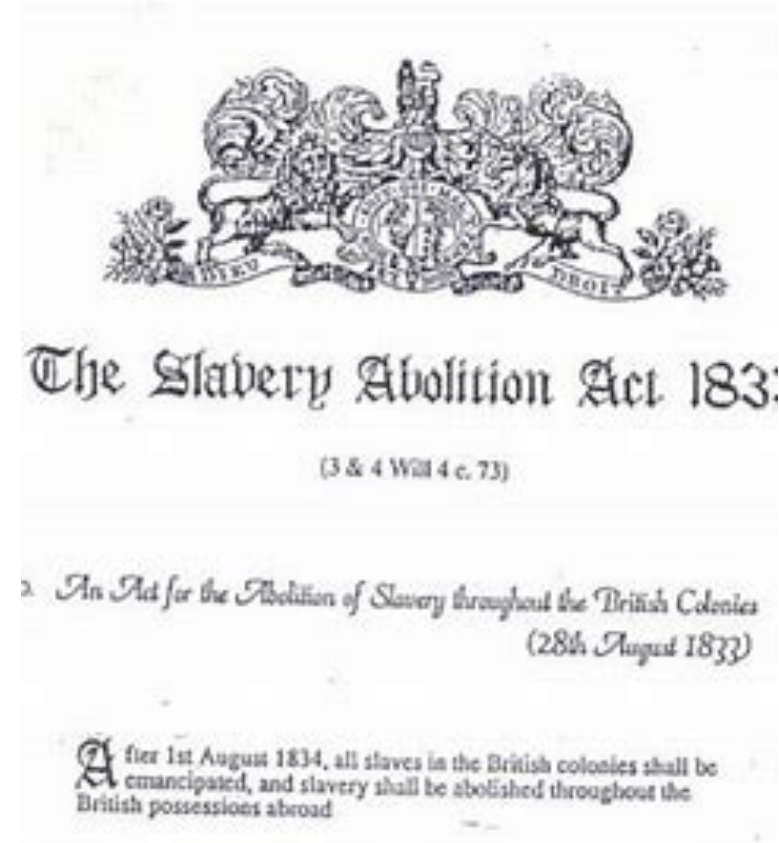 DIEU
DROIT
The Slavery Abolition Act 183
(3 & 4 Will 4 c. 73)
An Act for the Abolition of Slavery throughout the British Colonies
(28th August 1833)
After 1st August 1834, all slaves in the British colonies shall be
emancipated, and slavery shall be abolished throughout the
British possessions abroad